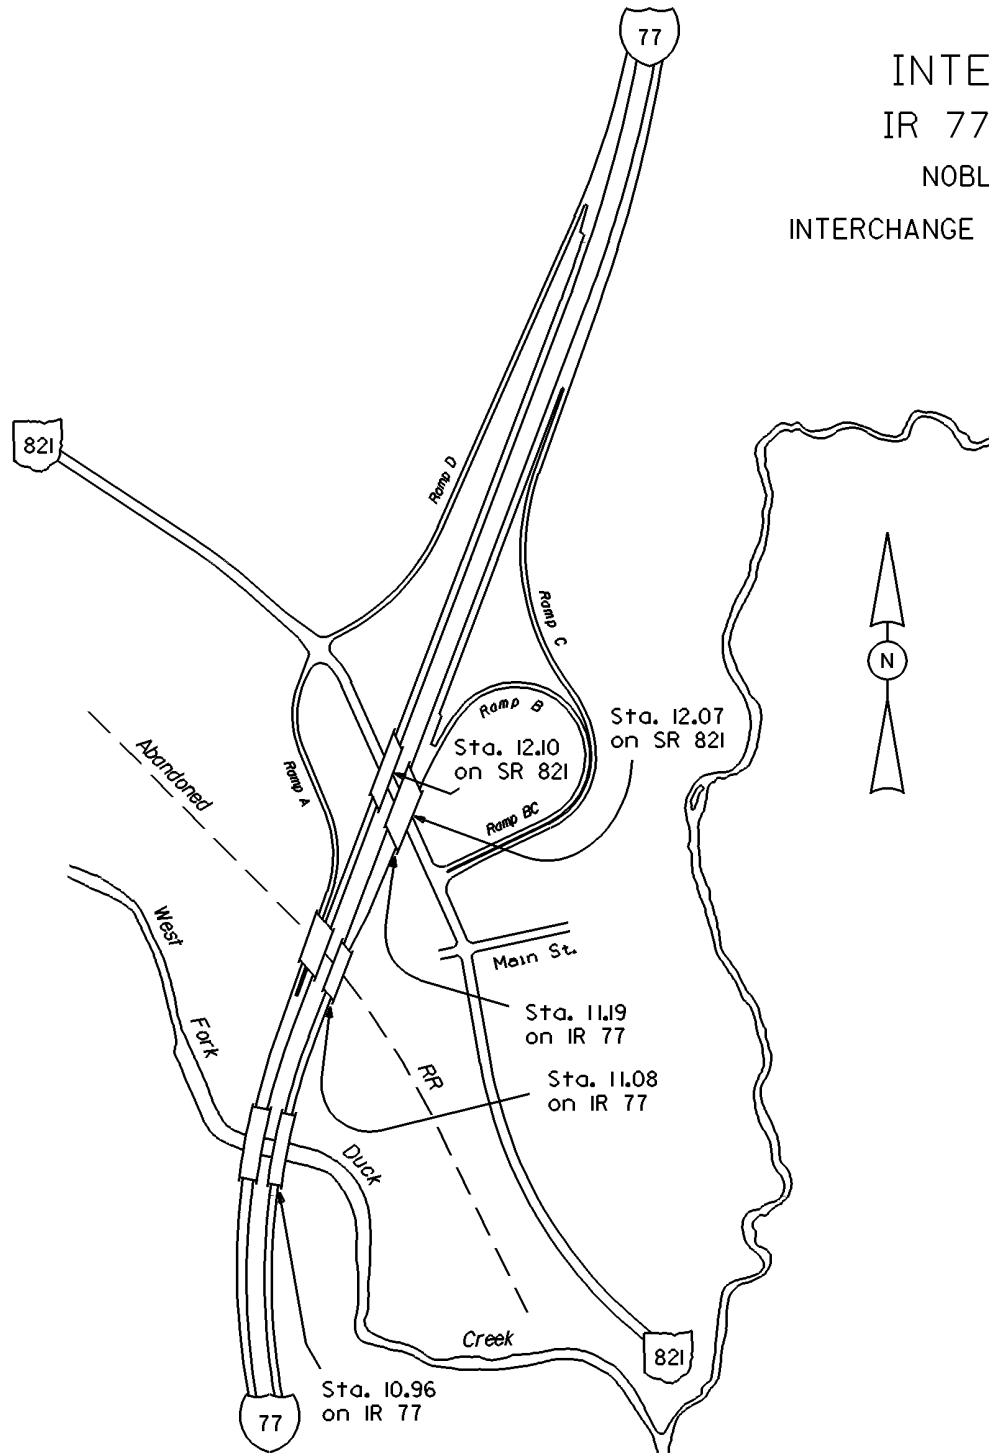 77
INTE
IR 77
NOBL
INTERCHANGE
821
Ramp D
Ramp C
N
Ramp B
Sta. 12.07
on SR 821
Sta. 12.10
on SR 821
Abandoned
Ramp A
Ramp BC
West
Main St.
Fork
Sta. 11.19
on IR 77
RR
Sta. 11.08
on IR 77
Duck
Creek
821
Sta. 10.96
on IR 77
77